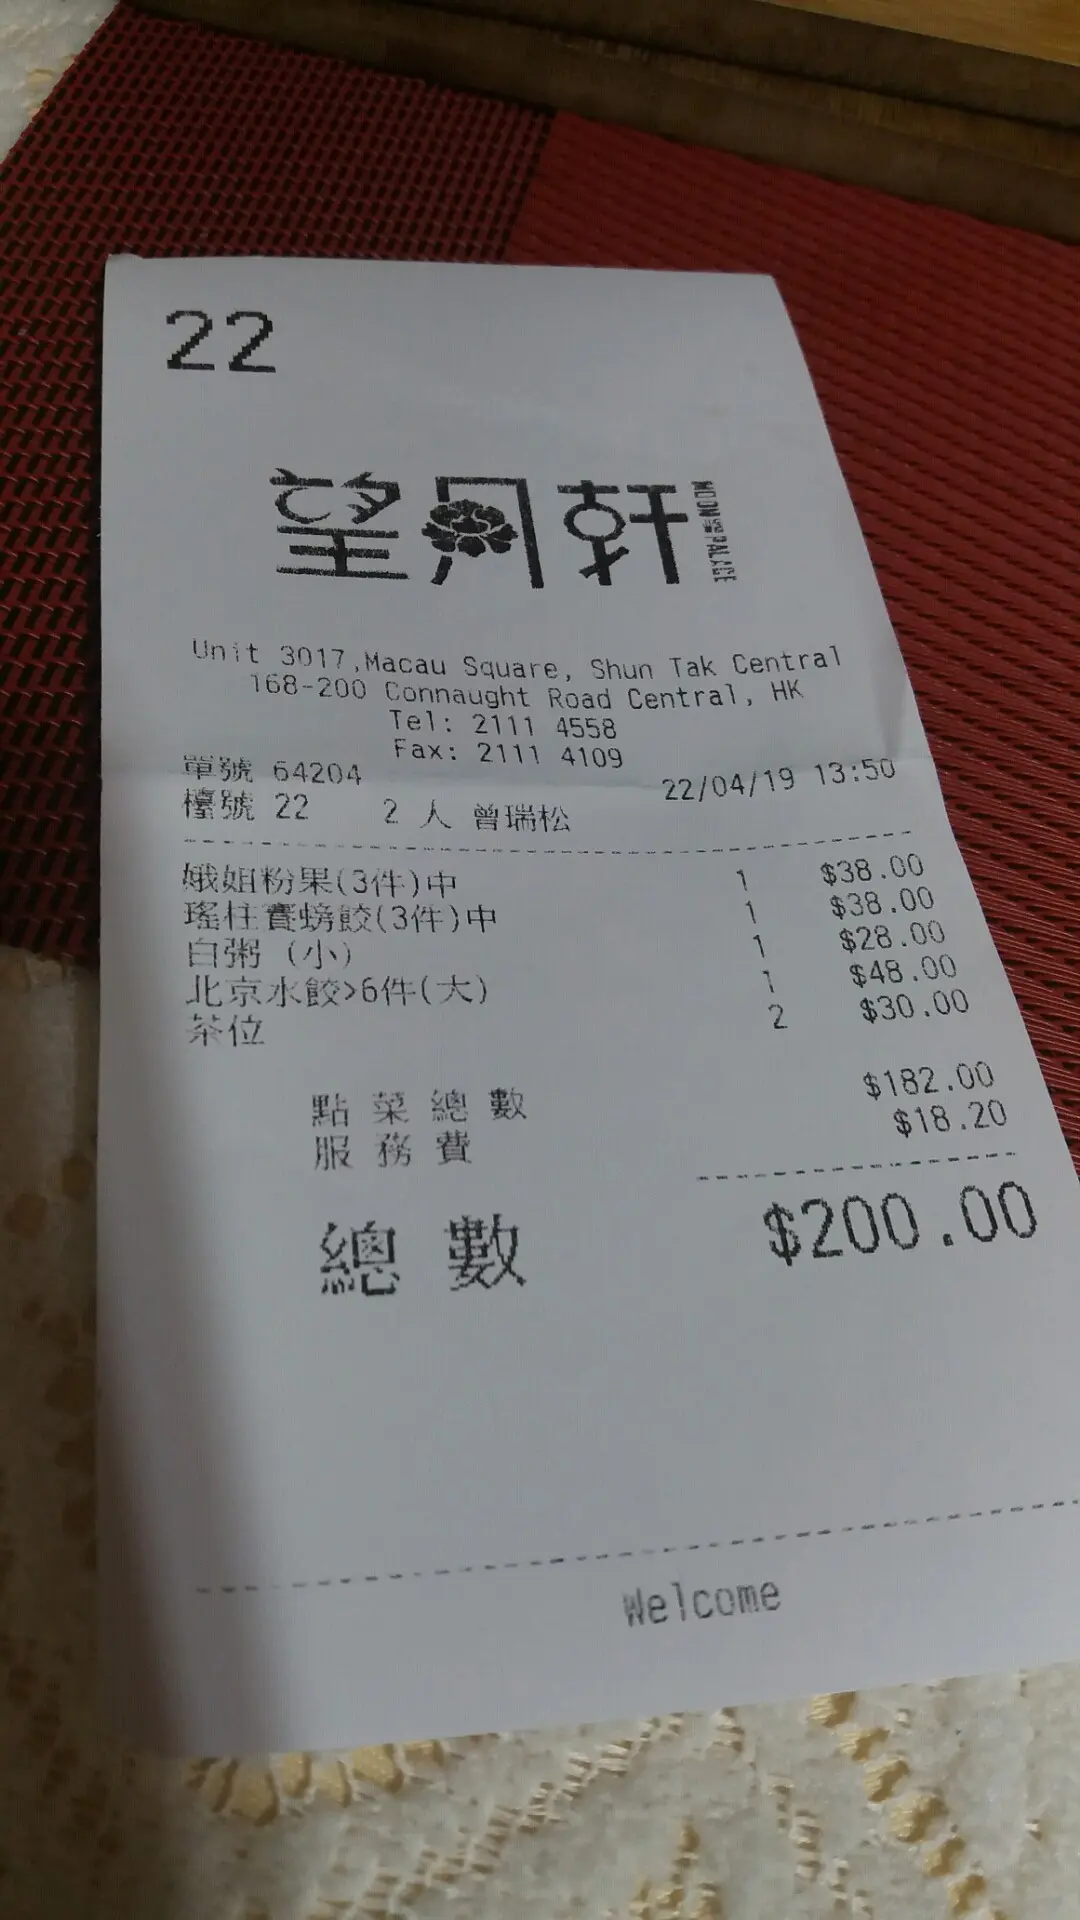 22
望月軒
MOON PALACE
Unit 3017,Macau Square, Shun Tak Central
168-200 Connaught Road Central, HK
Tel: 2111 4558
Fax: 2111 4109
單號 64204 22/04/19 13:50
檯號 22 2 人 曾瑞松
娥姐粉果(3件)中 1 $38.00
瑤柱賽螃餃(3件)中 1 $38.00
白粥 (小) 1 $28.00
北京水餃>6件(大) 1 $48.00
茶位 2 $30.00
點菜總數 $182.00
服務費 $18.20
總數 $200.00
Welcome